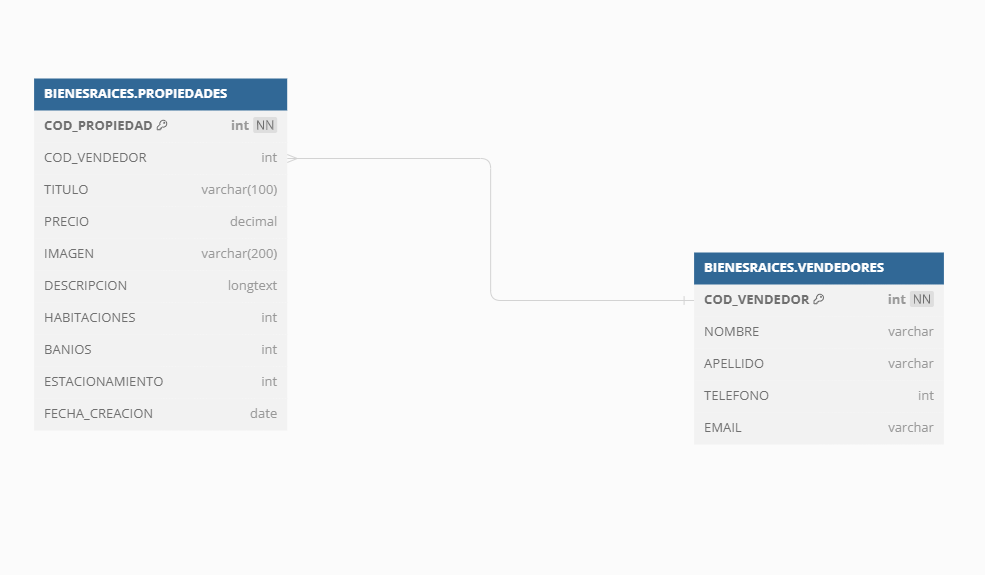 BIENESRAICES.PROPIEDADES
COD_PROPIEDAD int NN
COD_VENDEDOR int
TITULO varchar(100)
PRECIO decimal
IMAGEN varchar(200)
DESCRIPCION longtext
HABITACIONES int
BANIOS int
ESTACIONAMIENTO int
FECHA_CREACION date
BIENESRAICES.VENDEDORES
COD_VENDEDOR int NN
NOMBRE varchar
APELLIDO varchar
TELEFONO int
EMAIL varchar